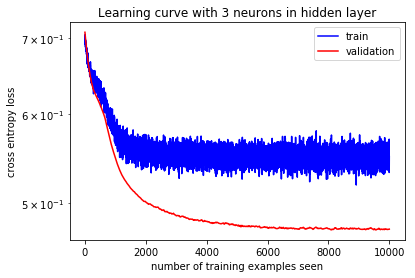 Learning curve with 3 neurons in hidden layer
train
validation
7 × 10⁻¹
6 × 10⁻¹
5 × 10⁻¹
cross entropy loss
0 2000 4000 6000 8000 10000
number of training examples seen